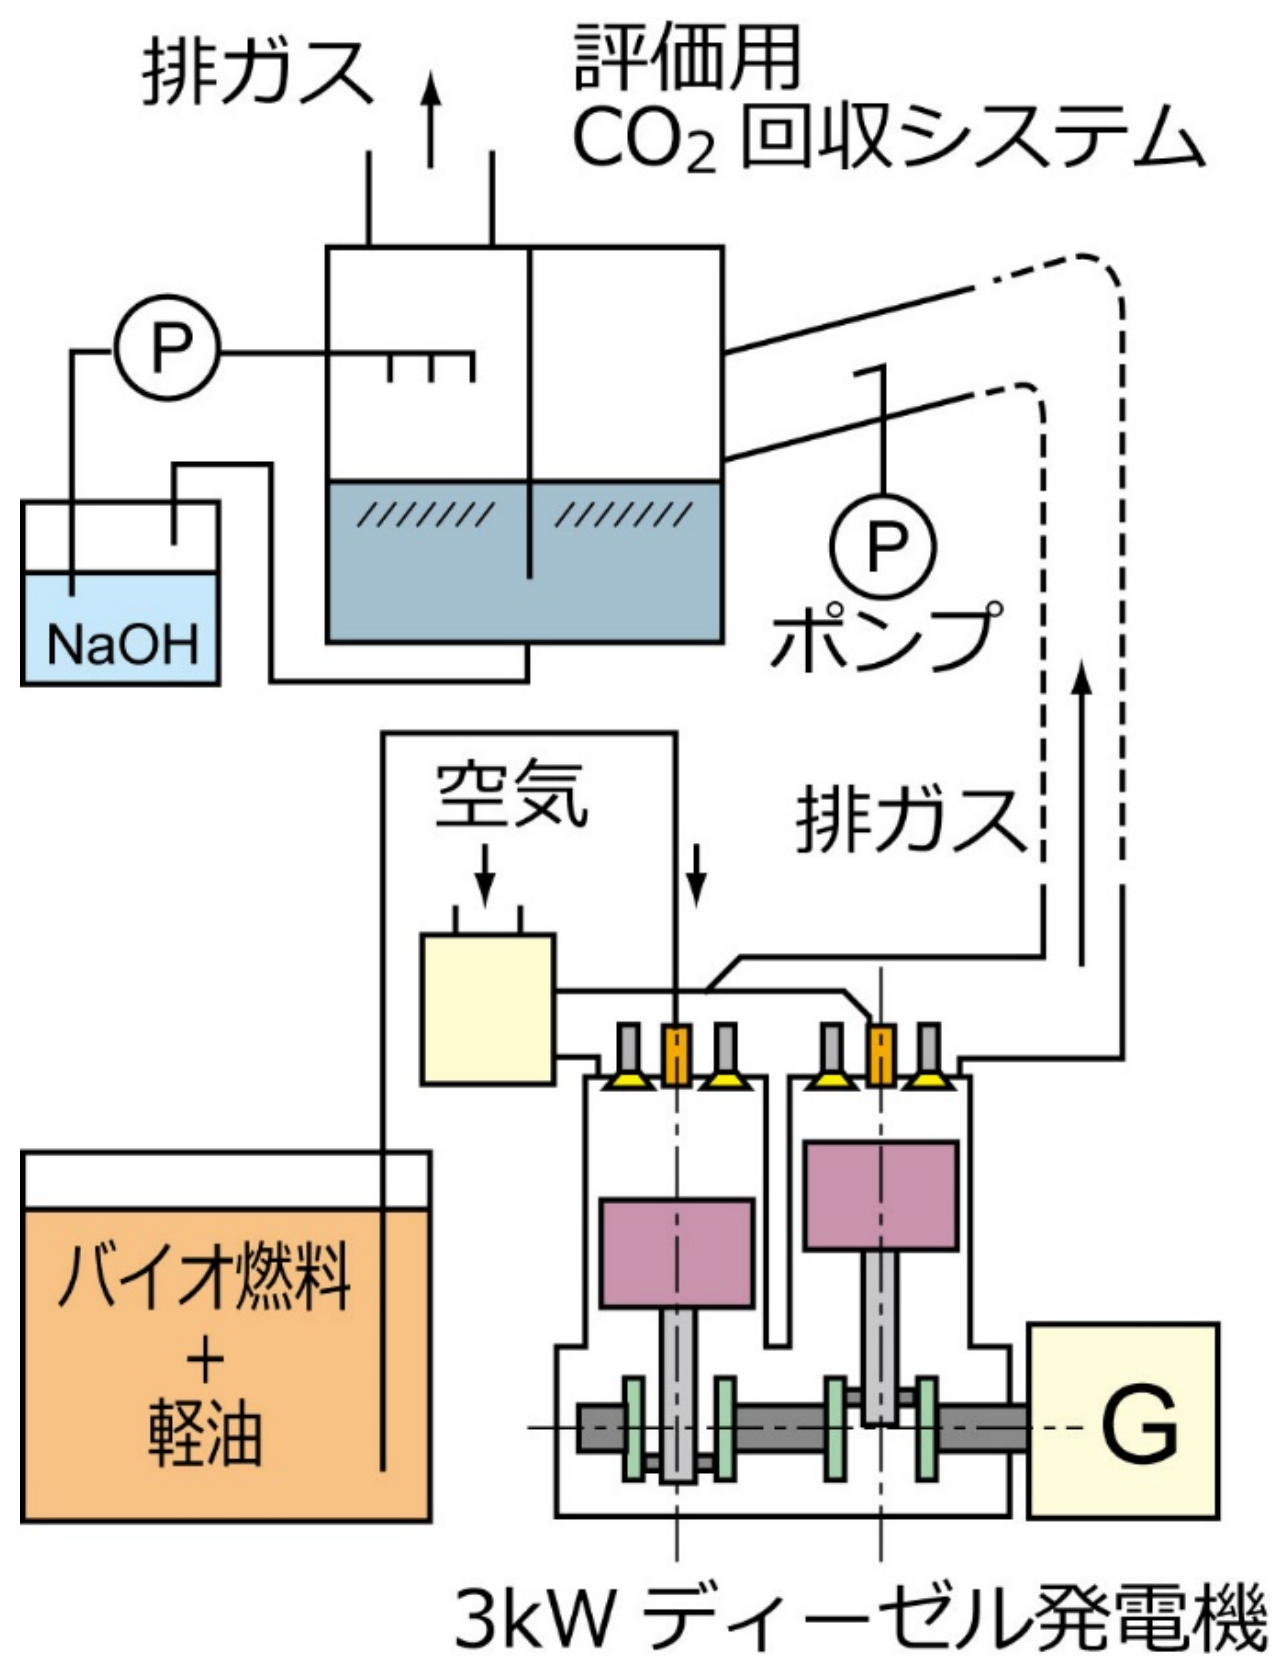 排ガス
評価用
CO₂ 回収システム
P
P
ポンプ
NaOH
空気
排ガス
バイオ燃料
+
軽油
G
3kW ディーゼル発電機